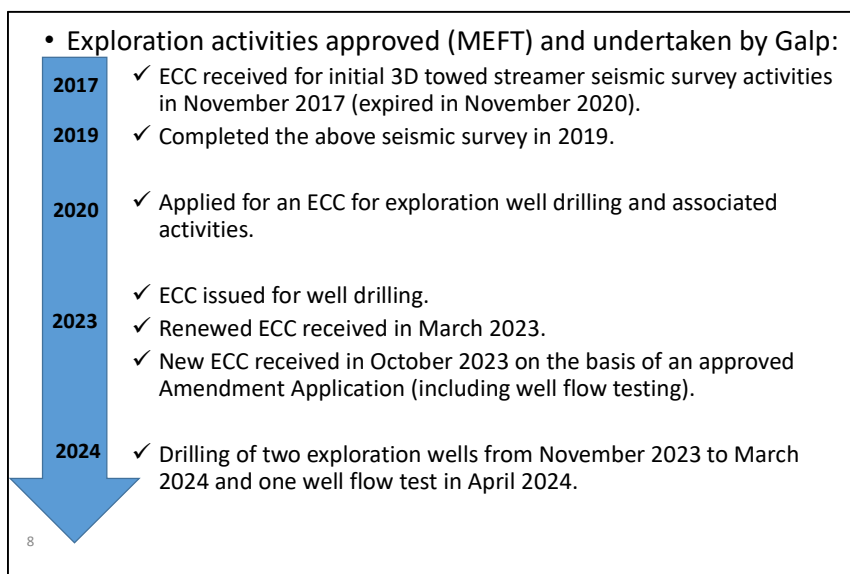 • Exploration activities approved (MEFT) and undertaken by Galp:
2017
✓ ECC received for initial 3D towed streamer seismic survey activities
in November 2017 (expired in November 2020).
2019
✓ Completed the above seismic survey in 2019.
2020
✓ Applied for an ECC for exploration well drilling and associated
activities.
✓ ECC issued for well drilling.
2023
✓ Renewed ECC received in March 2023.
✓ New ECC received in October 2023 on the basis of an approved
Amendment Application (including well flow testing).
2024
✓ Drilling of two exploration wells from November 2023 to March
2024 and one well flow test in April 2024.
8